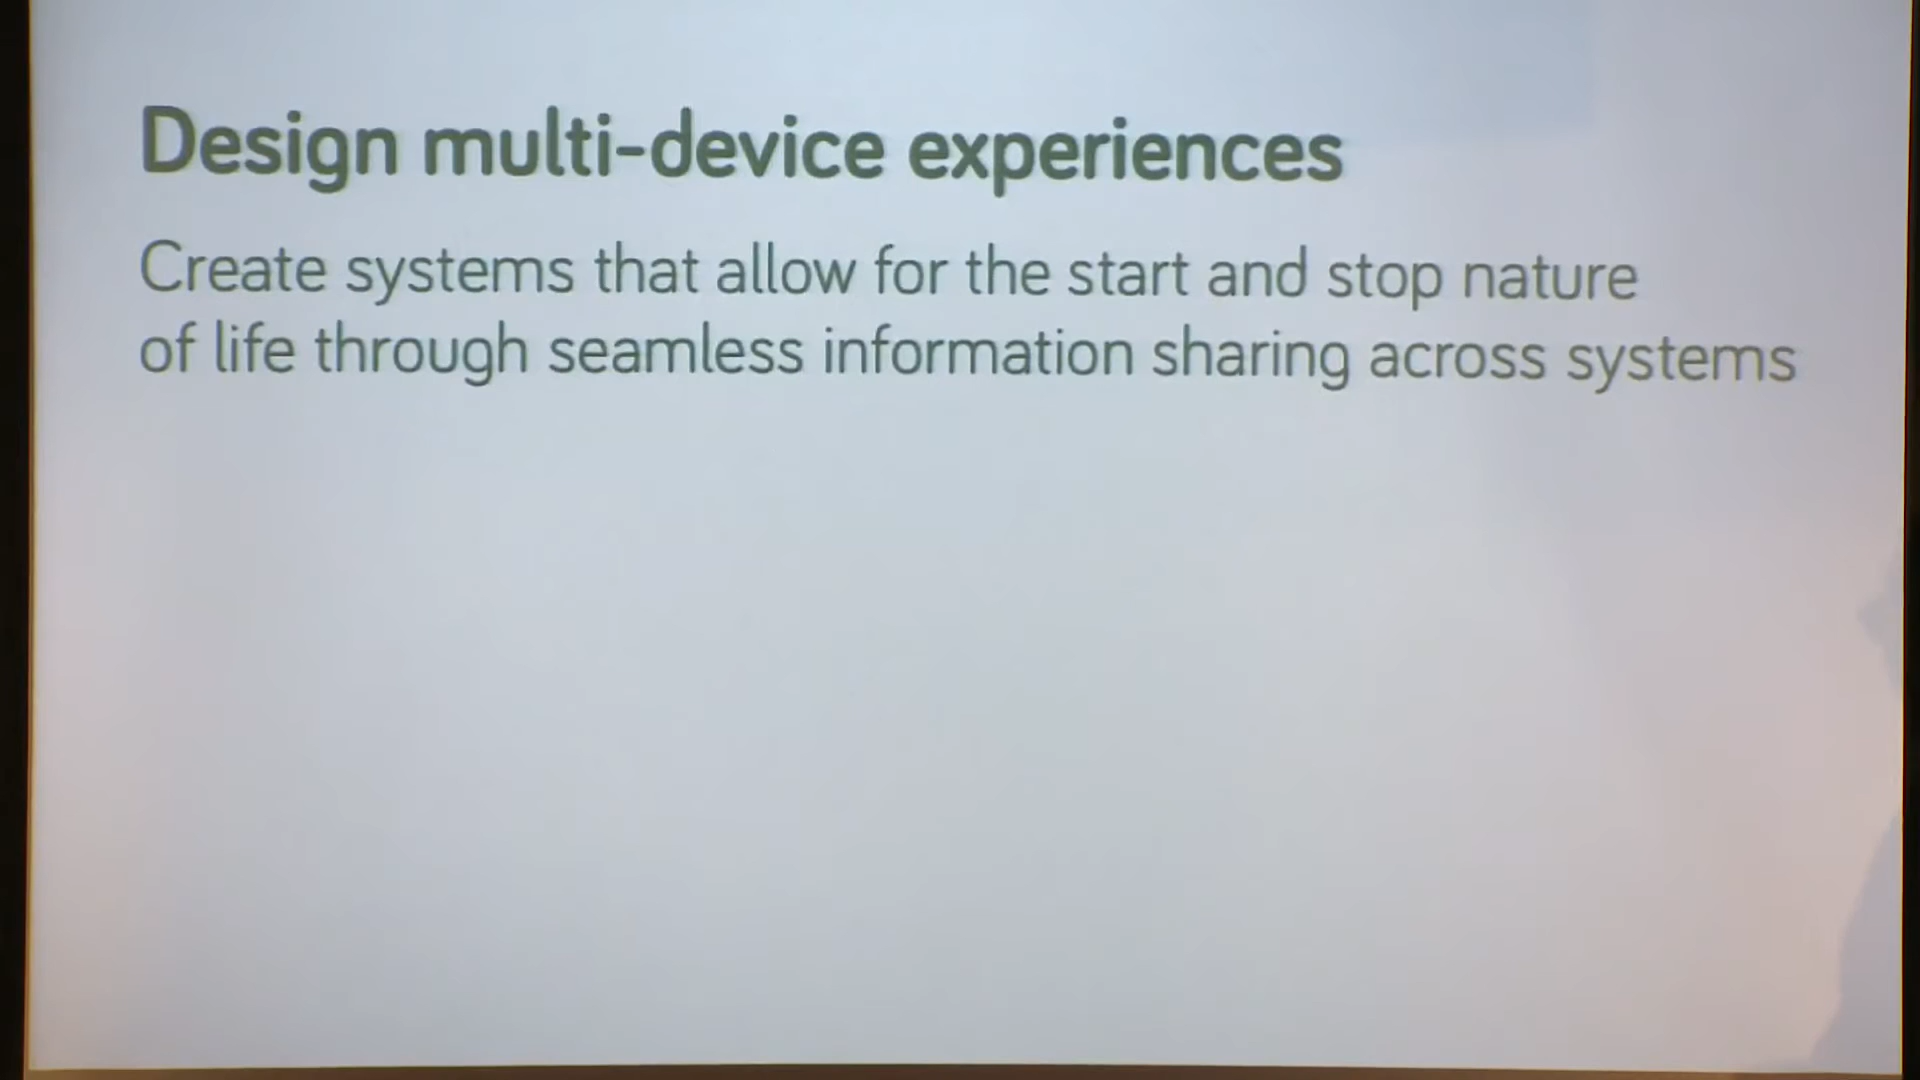 Design multi-device experiences
Create systems that allow for the start and stop nature
of life through seamless information sharing across systems